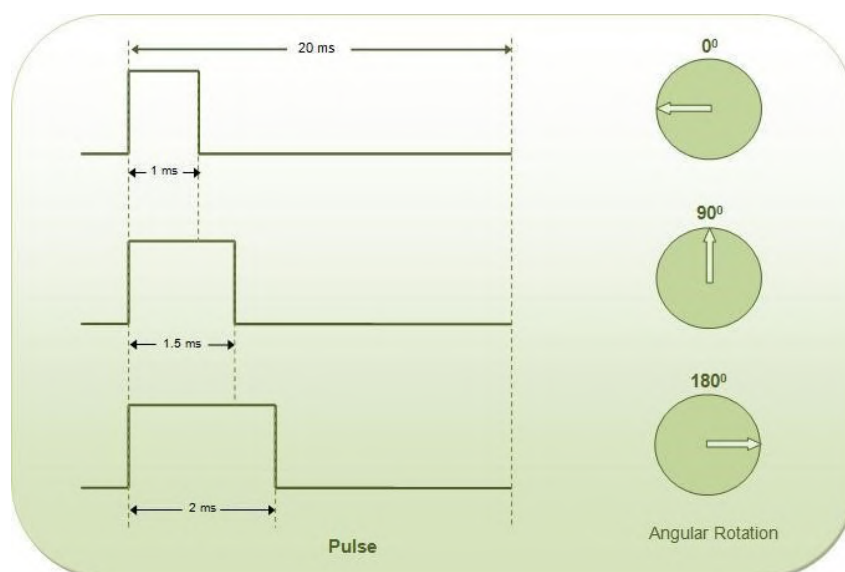 20 ms
0⁰
1 ms
90⁰
1.5 ms
180⁰
2 ms
Pulse
Angular Rotation